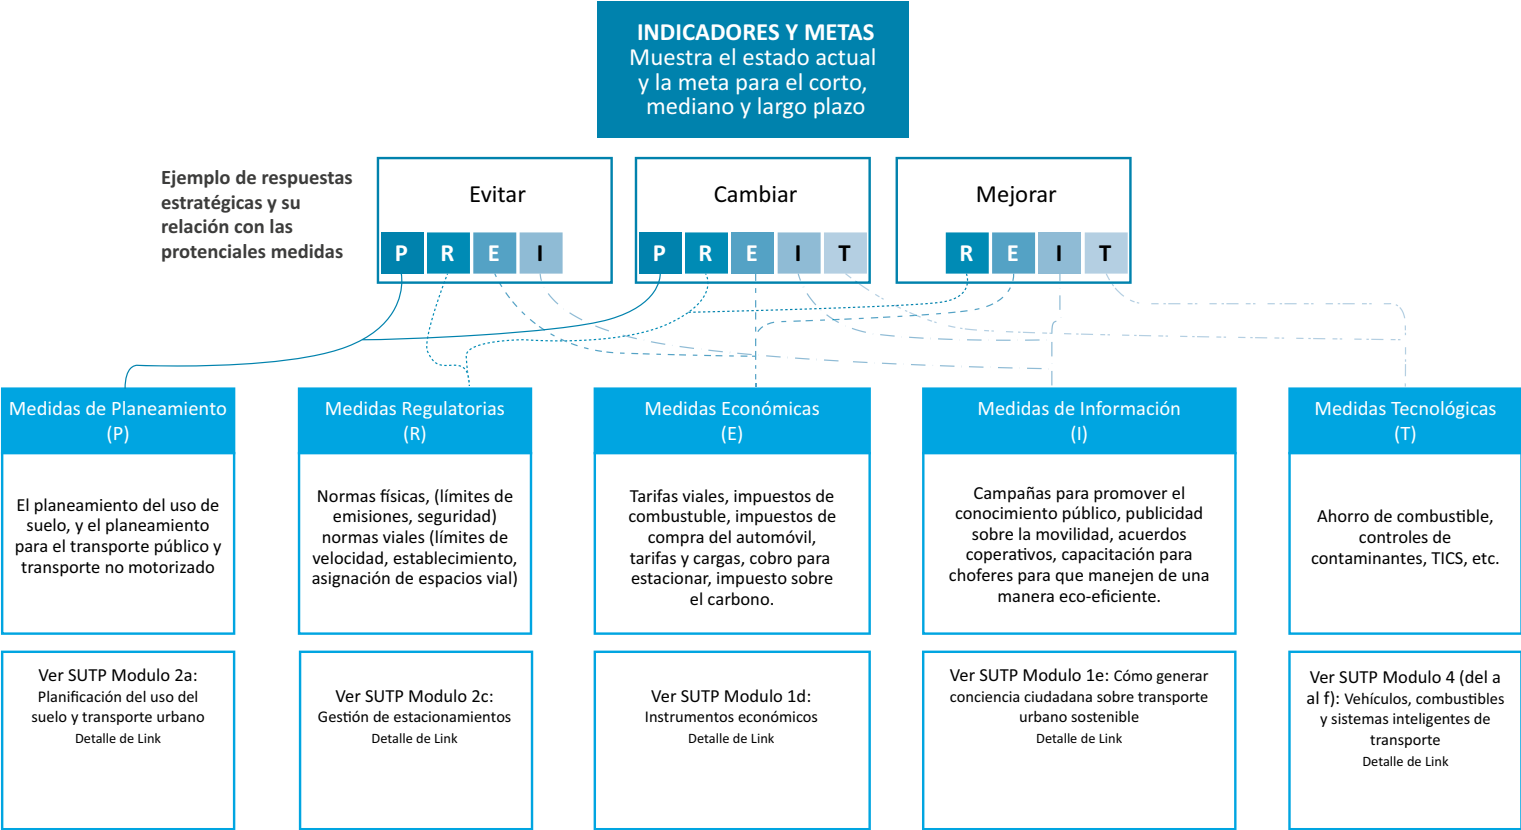 INDICADORES Y METAS
Muestra el estado actual
y la meta para el corto,
mediano y largo plazo
Ejemplo de respuestas
estratégicas y su
relación con las
protenciales medidas
Evitar
P R E I
Cambiar
P R E I T
Mejorar
R E I T
Medidas de Planeamiento
(P)
El planeamiento del uso de
suelo, y el planeamiento
para el transporte público y
transporte no motorizado
Ver SUTP Modulo 2a:
Planificación del uso del
suelo y transporte urbano
Detalle de Link
Medidas Regulatorias
(R)
Normas físicas, (límites de
emisiones, seguridad)
normas viales (límites de
velocidad, establecimiento,
asignación de espacios vial)
Ver SUTP Modulo 2c:
Gestión de estacionamientos
Detalle de Link
Medidas Económicas
(E)
Tarifas viales, impuestos de
combustuble, impuestos de
compra del automóvil,
tarifas y cargas, cobro para
estacionar, impuesto sobre
el carbono.
Ver SUTP Modulo 1d:
Instrumentos económicos
Detalle de Link
Medidas de Información
(I)
Campañas para promover el
conocimiento público, publicidad
sobre la movilidad, acuerdos
coperativos, capacitación para
choferes para que manejen de una
manera eco-eficiente.
Ver SUTP Modulo 1e: Cómo generar
conciencia ciudadana sobre transporte
urbano sostenible
Detalle de Link
Medidas Tecnológicas
(T)
Ahorro de combustible,
controles de
contaminantes, TICS, etc.
Ver SUTP Modulo 4 (del a
al f): Vehículos, combustibles
y sistemas inteligentes de
transporte
Detalle de Link